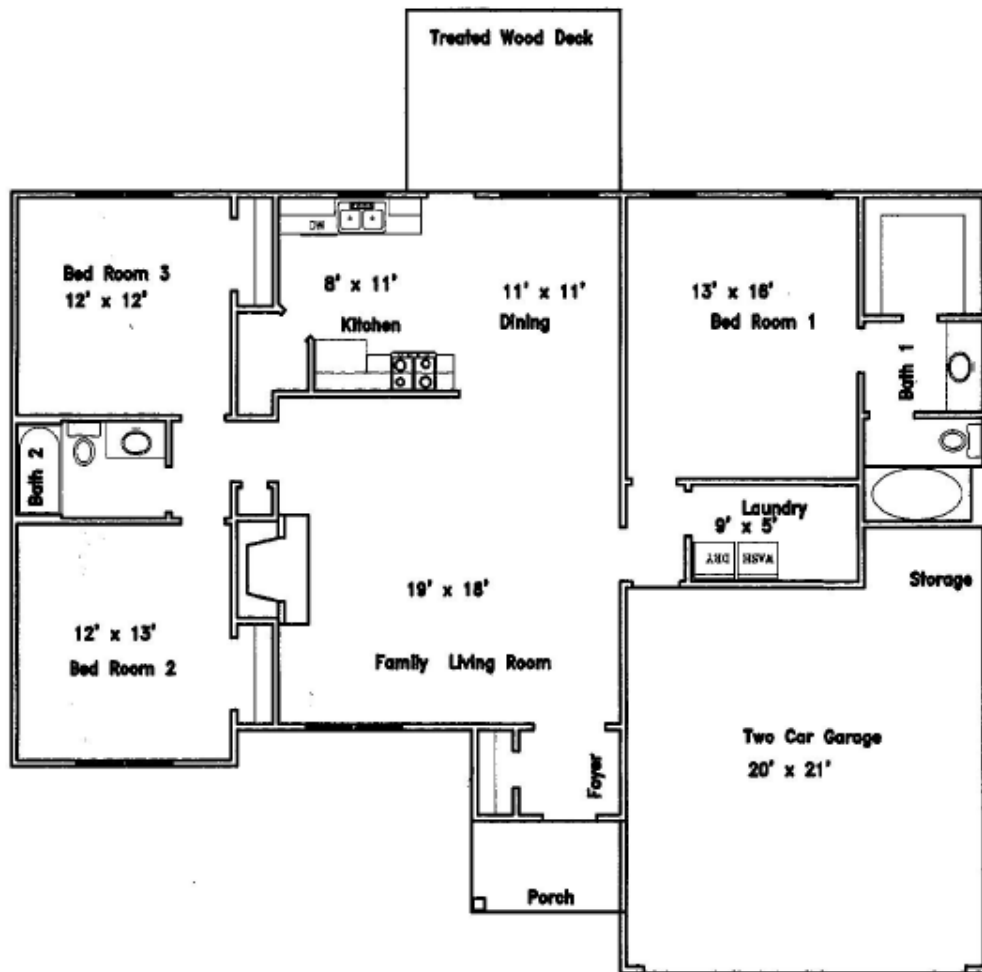 Treated Wood Deck
Bed Room 3
12' x 12'
DW
8' x 11'
Kitchen
11' x 11'
Dining
13' x 16'
Bed Room 1
Bath 1
Bath 2
Laundry
9' x 5'
DRY
WASH
Storage
19' x 18'
Family Living Room
12' x 13'
Bed Room 2
Two Car Garage
20' x 21'
Foyer
Porch